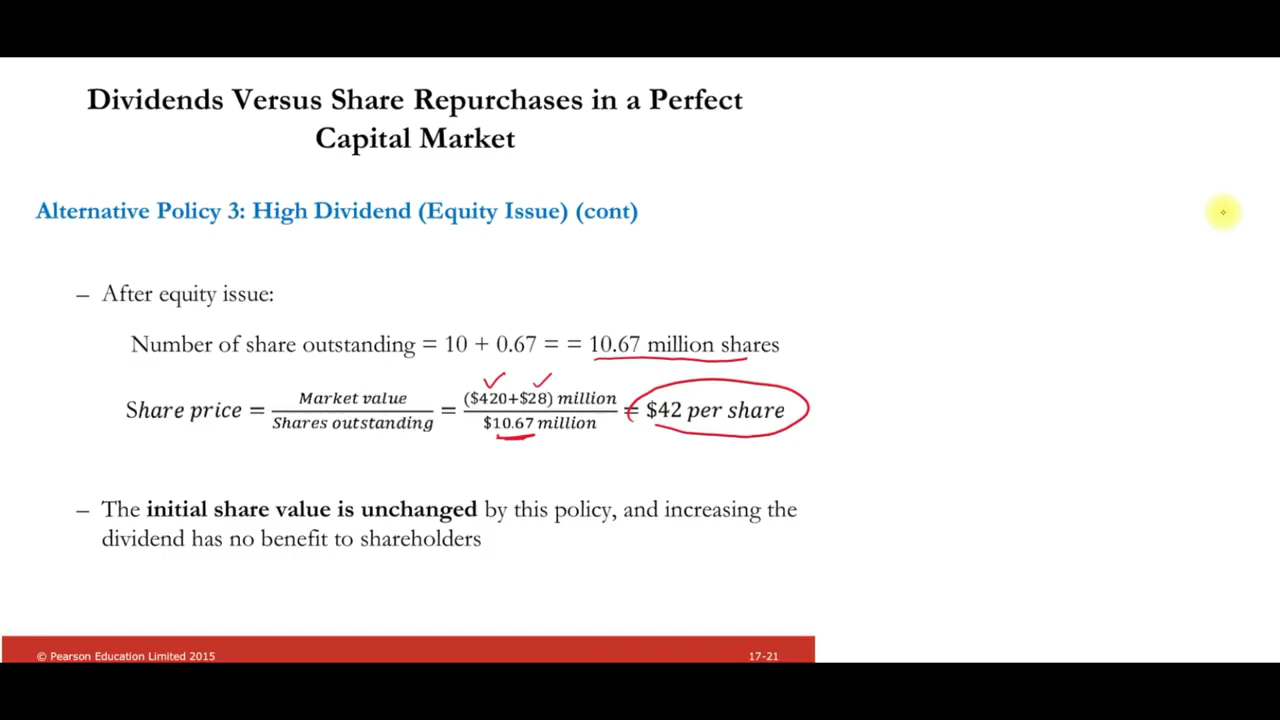 Dividends Versus Share Repurchases in a Perfect
Capital Market
Alternative Policy 3: High Dividend (Equity Issue) (cont)
– After equity issue:
Number of share outstanding = 10 + 0.67 = = 10.67 million shares
Share price = Market value / Shares outstanding = ($420+$28) million / $10.67 million = $42 per share
– The initial share value is unchanged by this policy, and increasing the
dividend has no benefit to shareholders
© Pearson Education Limited 2015
17-21